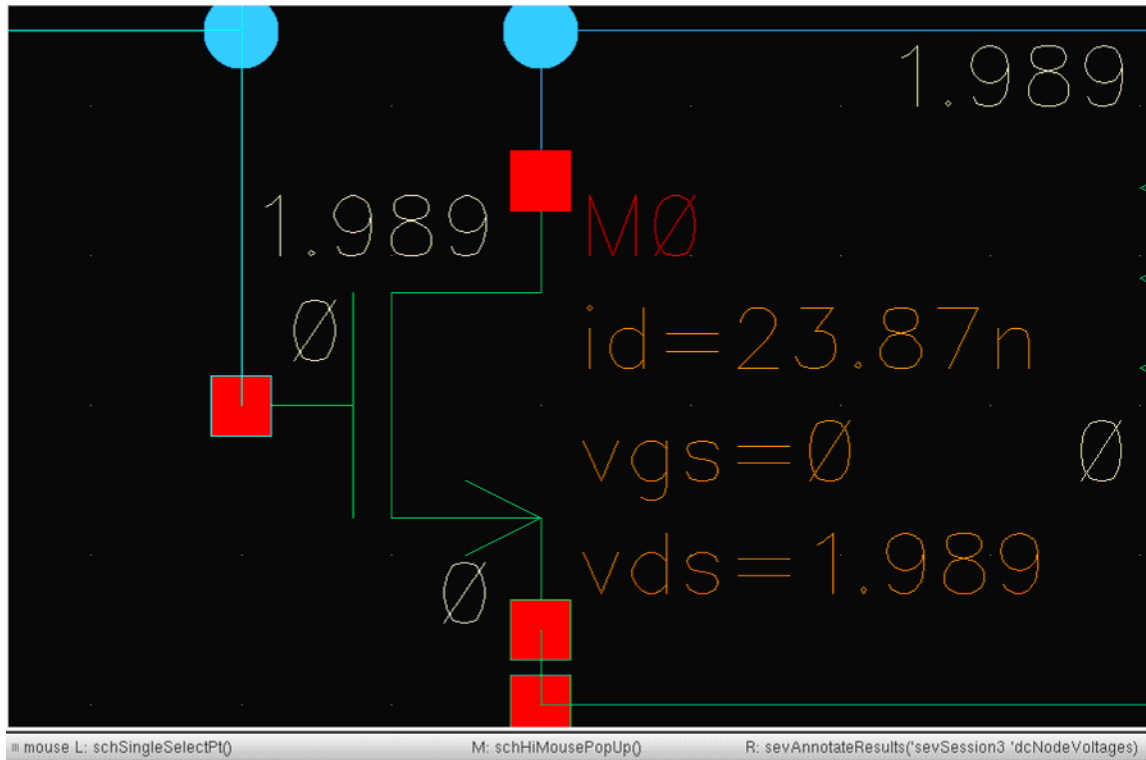 1.989
1.989
M0
0
id=23.87n
vgs=0
0
vds=1.989
0
mouse L: schSingleSelectPt()
M: schHiMousePopUp()
R: sevAnnotateResults('sevSession3 'dcNodeVoltages)